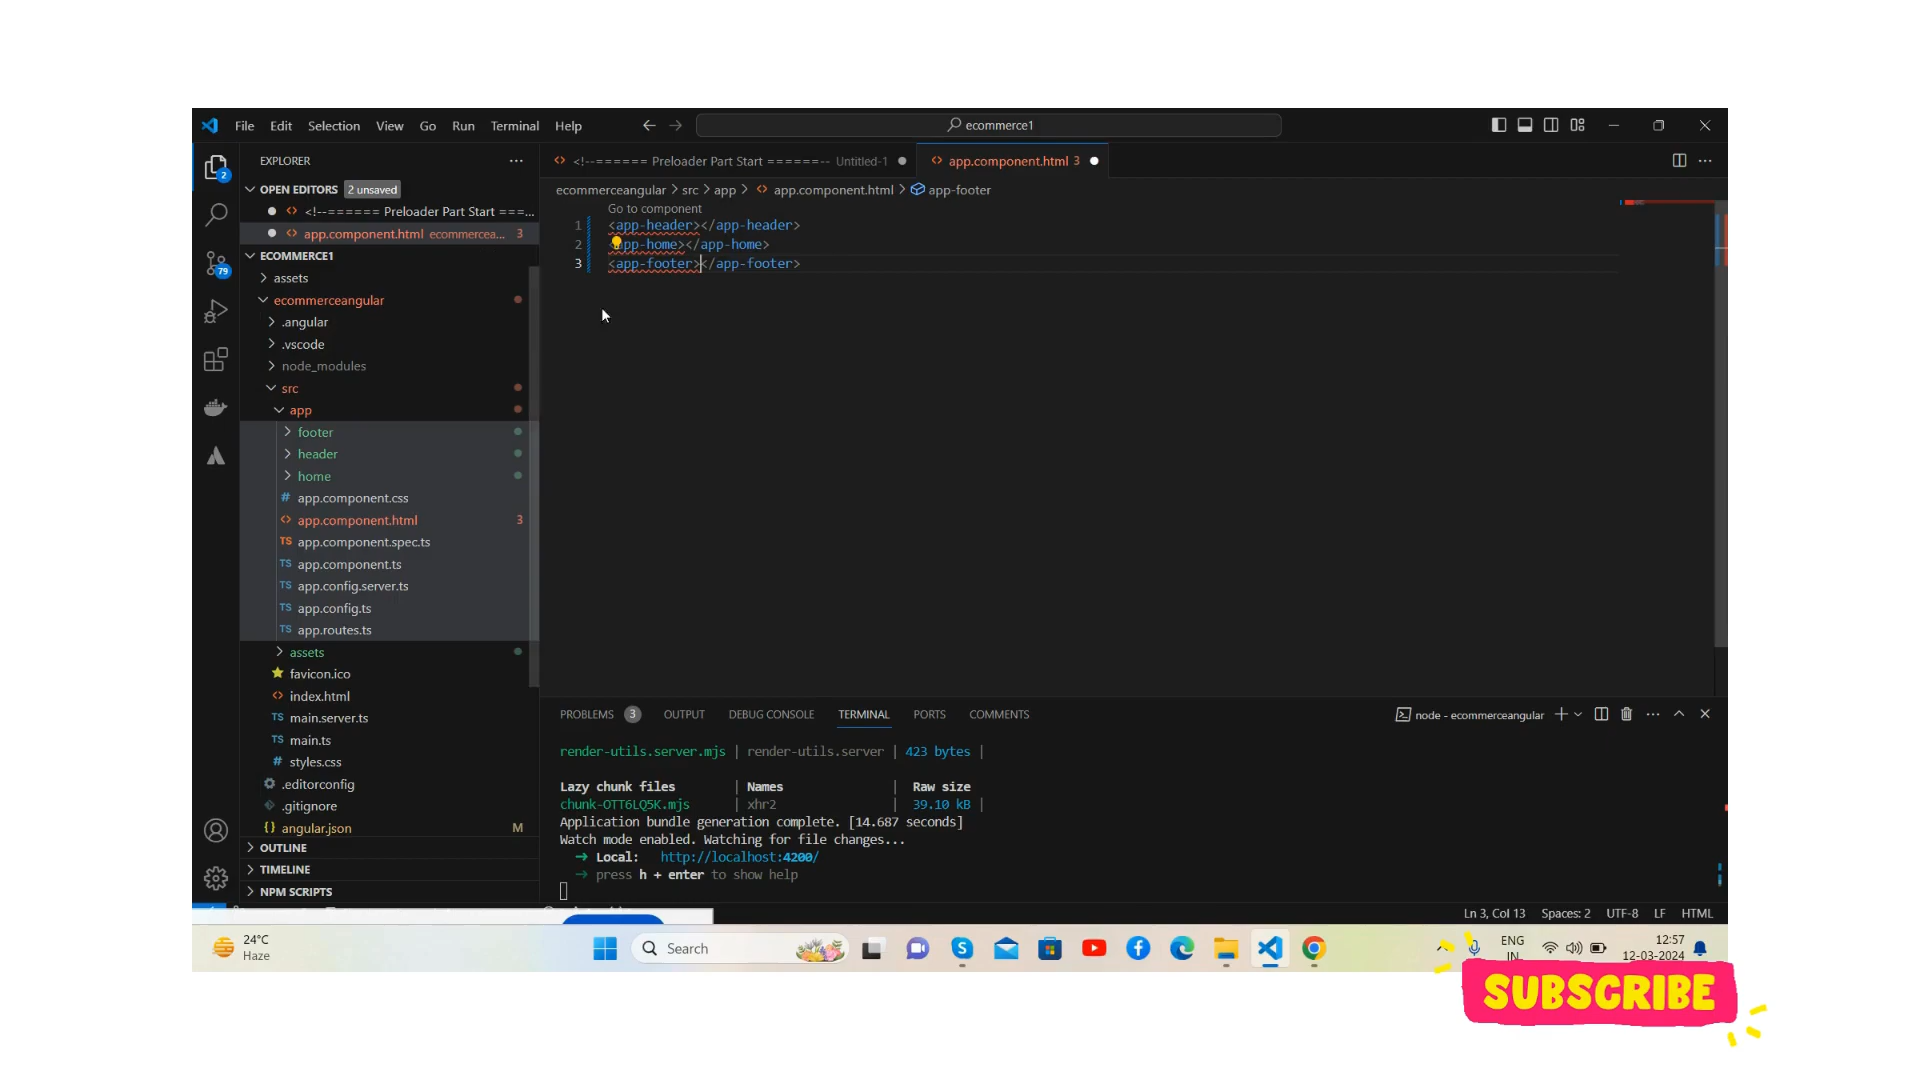 File Edit Selection View Go Run Terminal Help
ecommerce1
EXPLORER
OPEN EDITORS 2 unsaved
<!--====== Preloader Part Start ====...
app.component.html ecommercea... 3
ECOMMERCE1
assets
ecommerceangular
.angular
.vscode
node_modules
src
app
footer
header
home
app.component.css
app.component.html 3
app.component.spec.ts
app.component.ts
app.config.server.ts
app.config.ts
app.routes.ts
assets
favicon.ico
index.html
main.server.ts
main.ts
styles.css
.editorconfig
.gitignore
angular.json M
OUTLINE
TIMELINE
NPM SCRIPTS
2
79
<!--====== Preloader Part Start ======-- Untitled-1
app.component.html 3
ecommerceangular > src > app > app.component.html > app-footer
Go to component
1 <app-header></app-header>
2 <app-home></app-home>
3 <app-footer></app-footer>
PROBLEMS 3 OUTPUT DEBUG CONSOLE TERMINAL PORTS COMMENTS
node - ecommerceangular
render-utils.server.mjs | render-utils.server | 423 bytes |
Lazy chunk files | Names | Raw size
chunk-OTT6LQ5K.mjs | xhr2 | 39.10 kB |
Application bundle generation complete. [14.687 seconds]
Watch mode enabled. Watching for file changes...
➜ Local: http://localhost:4200/
➜ press h + enter to show help
Ln 3, Col 13 Spaces: 2 UTF-8 LF HTML
24°C
Haze
Search
ENG
IN
12:57
12-03-2024
SUBSCRIBE